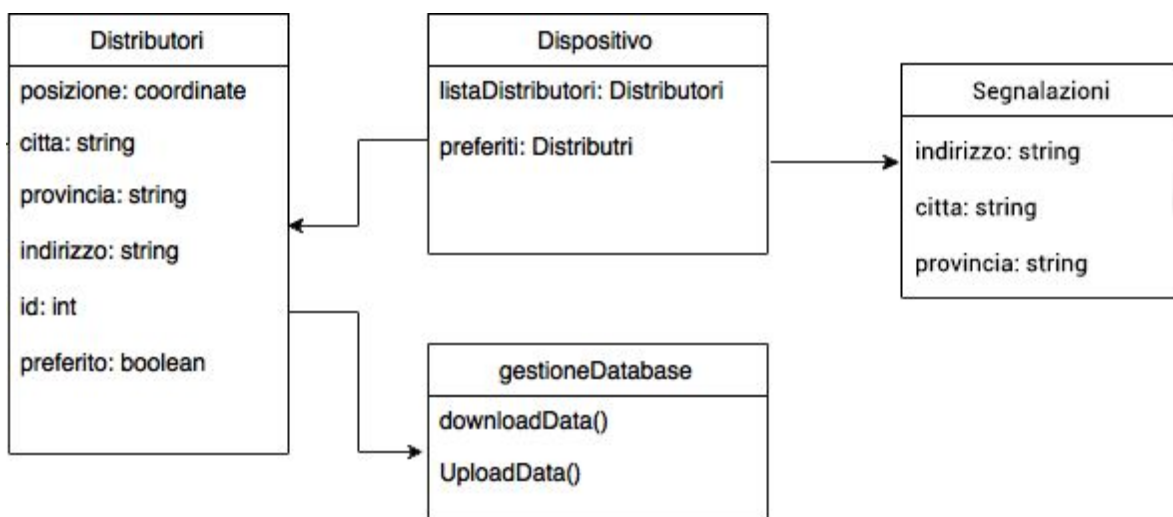 Distributori
posizione: coordinate
citta: string
provincia: string
indirizzo: string
id: int
preferito: boolean
Dispositivo
listaDistributori: Distributori
preferiti: Distributri
Segnalazioni
indirizzo: string
citta: string
provincia: string
gestioneDatabase
downloadData()
UploadData()